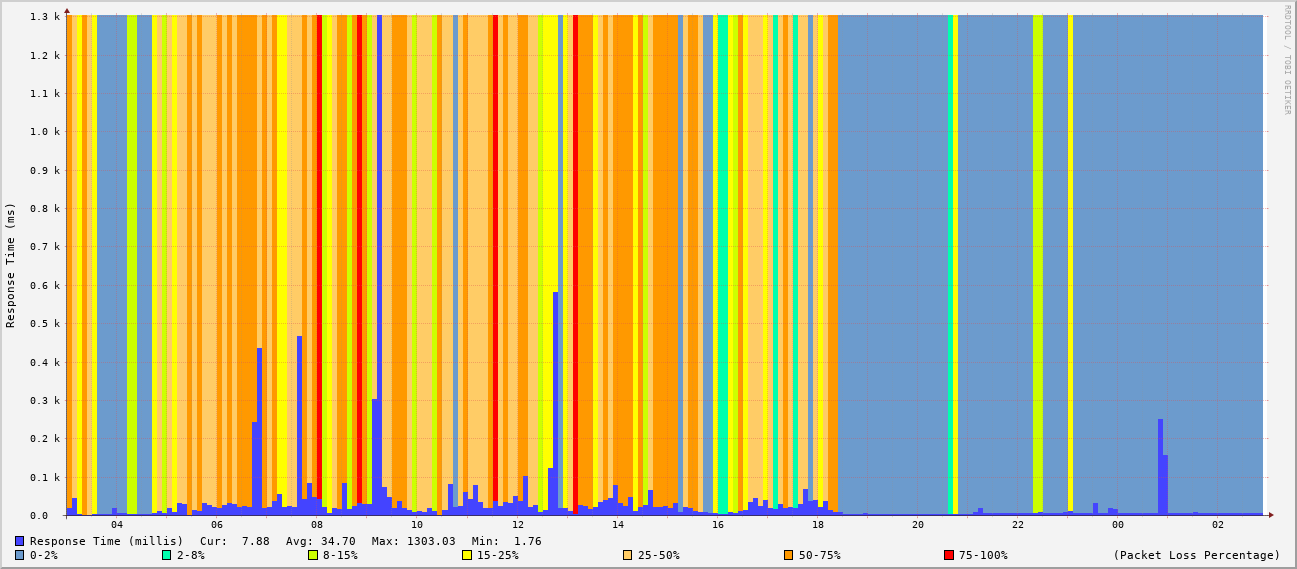 RRDTOOL / TOBI OETIKER
Response Time (ms)
1.3 k
1.2 k
1.1 k
1.0 k
0.9 k
0.8 k
0.7 k
0.6 k
0.5 k
0.4 k
0.3 k
0.2 k
0.1 k
0.0
04 06 08 10 12 14 16 18 20 22 00 02
Response Time (millis) Cur: 7.88 Avg: 34.70 Max: 1303.03 Min: 1.76
0-2% 2-8% 8-15% 15-25% 25-50% 50-75% 75-100% (Packet Loss Percentage)